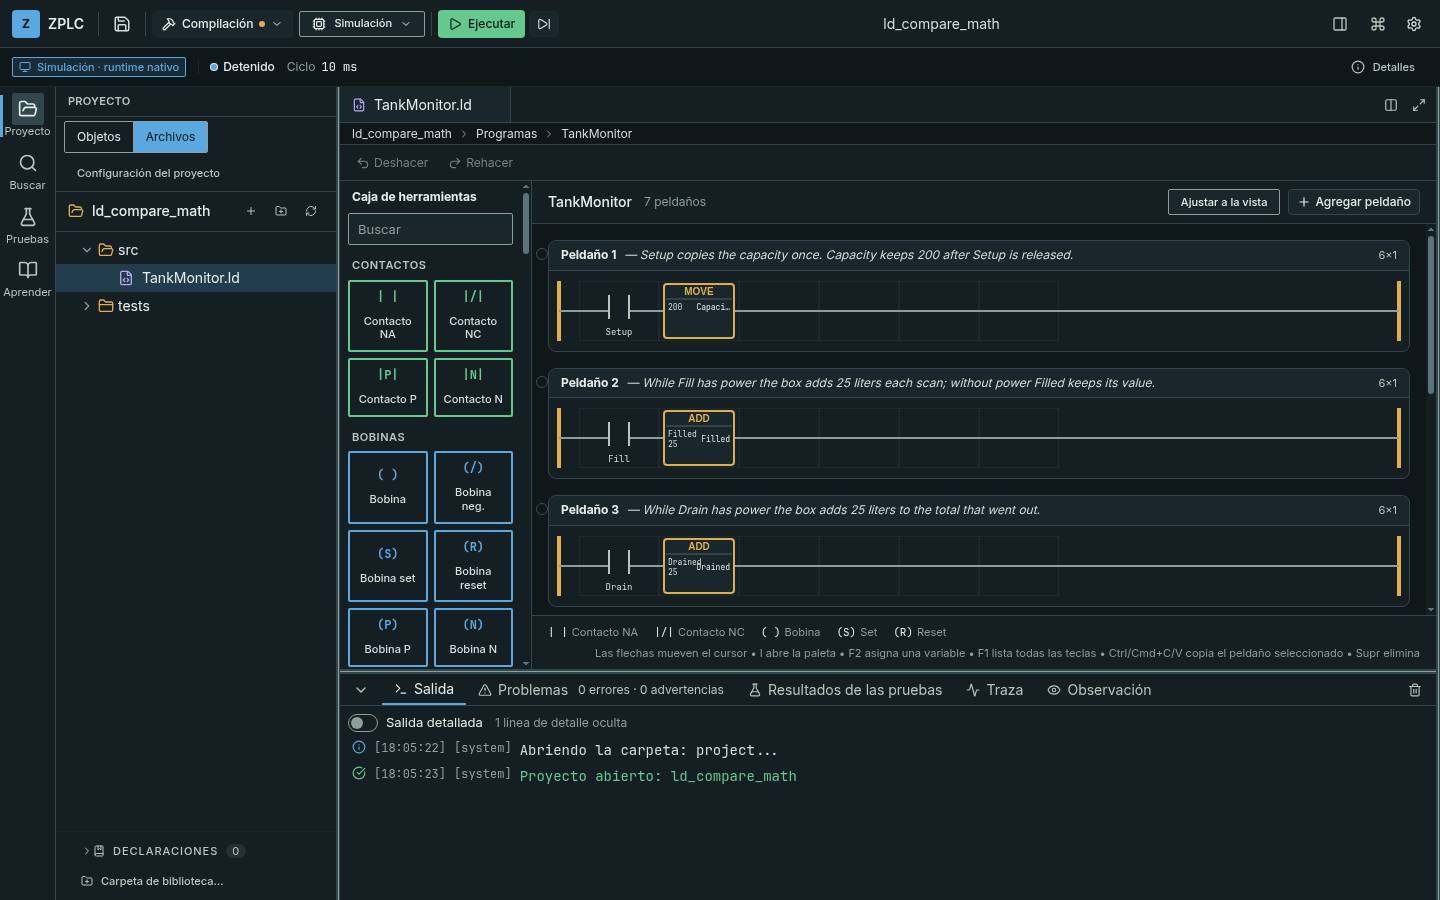 Z ZPLC Compilación Simulación Ejecutar ld_compare_math
Simulación · runtime nativo Detenido Ciclo 10 ms Detalles
Proyecto
Buscar
Pruebas
Aprender
PROYECTO
Objetos Archivos
Configuración del proyecto
ld_compare_math
src
TankMonitor.ld
tests
DECLARACIONES 0
Carpeta de biblioteca...
TankMonitor.ld
ld_compare_math > Programas > TankMonitor
Deshacer Rehacer
Caja de herramientas
Buscar
CONTACTOS
| | |/|
Contacto NA
Contacto NC
|P| |N|
Contacto P Contacto N
BOBINAS
( ) (/)
Bobina
Bobina neg.
(S) (R)
Bobina set
Bobina reset
(P) (N)
Bobina P Bobina N
TankMonitor 7 peldaños Ajustar a la vista + Agregar peldaño
Peldaño 1 — Setup copies the capacity once. Capacity keeps 200 after Setup is released. 6×1
MOVE
200 Capaci…
Setup
Peldaño 2 — While Fill has power the box adds 25 liters each scan; without power Filled keeps its value. 6×1
ADD
Filled Filled
25
Fill
Peldaño 3 — While Drain has power the box adds 25 liters to the total that went out. 6×1
ADD
Drained Drained
25
Drain
| | Contacto NA |/| Contacto NC ( ) Bobina (S) Set (R) Reset
Las flechas mueven el cursor • I abre la paleta • F2 asigna una variable • F1 lista todas las teclas • Ctrl/Cmd+C/V copia el peldaño seleccionado • Supr elimina
Salida Problemas 0 errores · 0 advertencias Resultados de las pruebas Traza Observación
Salida detallada 1 línea de detalle oculta
[18:05:22] [system] Abriendo la carpeta: project...
[18:05:23] [system] Proyecto abierto: ld_compare_math